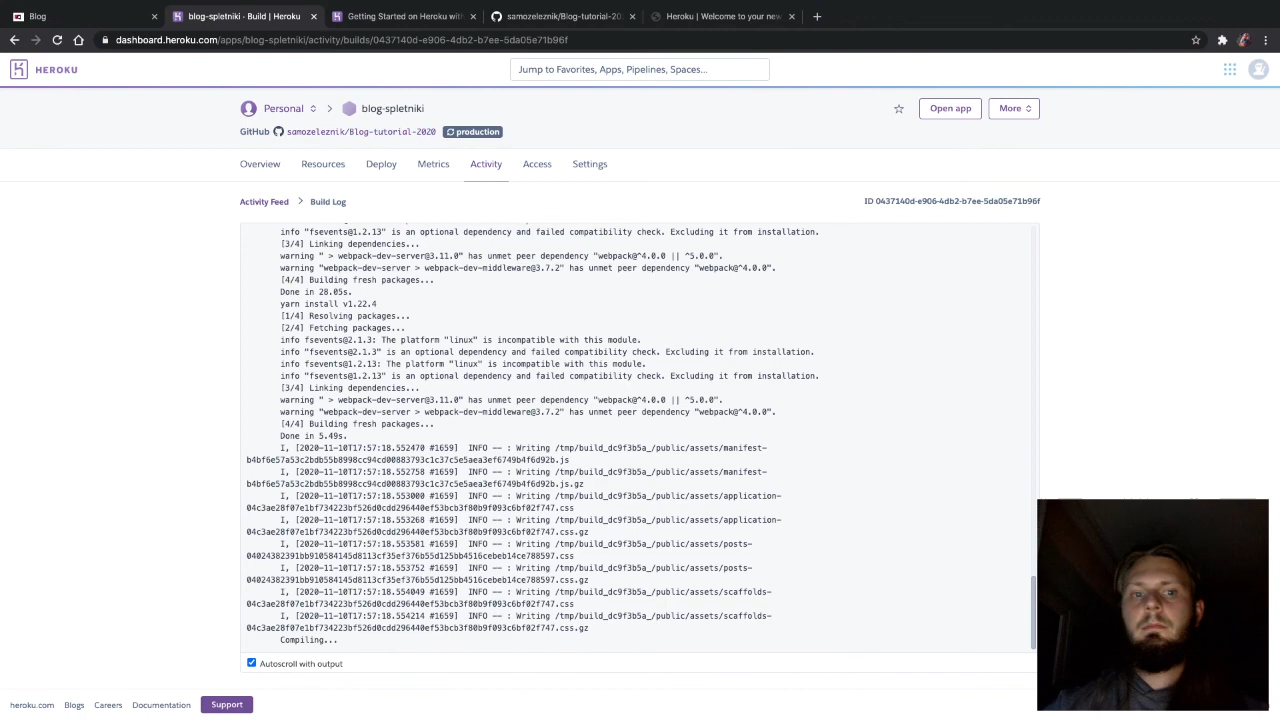 Blog
blog-spletniki · Build | Heroku
Getting Started on Heroku with
samozeleznik/Blog-tutorial-202
Heroku | Welcome to your new
dashboard.heroku.com/apps/blog-spletniki/activity/builds/0437140d-e906-4db2-b7ee-5da05e71b96f
HEROKU
Jump to Favorites, Apps, Pipelines, Spaces...
Personal
blog-spletniki
Open app
More
GitHub samozeleznik/Blog-tutorial-2020 production
Overview Resources Deploy Metrics Activity Access Settings
Activity Feed Build Log
ID 0437140d-e906-4db2-b7ee-5da05e71b96f
info "fsevents@1.2.13" is an optional dependency and failed compatibility check. Excluding it from installation.
[3/4] Linking dependencies...
warning " > webpack-dev-server@3.11.0" has unmet peer dependency "webpack@^4.0.0 || ^5.0.0".
warning "webpack-dev-server > webpack-dev-middleware@3.7.2" has unmet peer dependency "webpack@^4.0.0".
[4/4] Building fresh packages...
Done in 28.05s.
yarn install v1.22.4
[1/4] Resolving packages...
[2/4] Fetching packages...
info fsevents@2.1.3: The platform "linux" is incompatible with this module.
info "fsevents@2.1.3" is an optional dependency and failed compatibility check. Excluding it from installation.
info fsevents@1.2.13: The platform "linux" is incompatible with this module.
info "fsevents@1.2.13" is an optional dependency and failed compatibility check. Excluding it from installation.
[3/4] Linking dependencies...
warning " > webpack-dev-server@3.11.0" has unmet peer dependency "webpack@^4.0.0 || ^5.0.0".
warning "webpack-dev-server > webpack-dev-middleware@3.7.2" has unmet peer dependency "webpack@^4.0.0".
[4/4] Building fresh packages...
Done in 5.49s.
I, [2020-11-10T17:57:18.552470 #1659] INFO -- : Writing /tmp/build_dc9f3b5a_/public/assets/manifest-
b4bf6e57a53c2bdb55b8998cc94cd00883793c1c37c5e5aea3ef6749b4f6d92b.js
I, [2020-11-10T17:57:18.552758 #1659] INFO -- : Writing /tmp/build_dc9f3b5a_/public/assets/manifest-
b4bf6e57a53c2bdb55b8998cc94cd00883793c1c37c5e5aea3ef6749b4f6d92b.js.gz
I, [2020-11-10T17:57:18.553000 #1659] INFO -- : Writing /tmp/build_dc9f3b5a_/public/assets/application-
04c3ae28f07e1bf734223bf526d0cdd296440ef53bcb3f80b9f093c6bf02f747.css
I, [2020-11-10T17:57:18.553268 #1659] INFO -- : Writing /tmp/build_dc9f3b5a_/public/assets/application-
04c3ae28f07e1bf734223bf526d0cdd296440ef53bcb3f80b9f093c6bf02f747.css.gz
I, [2020-11-10T17:57:18.553581 #1659] INFO -- : Writing /tmp/build_dc9f3b5a_/public/assets/posts-
04024382391bb910584145d8113cf35ef376b55d125bb4516cebeb14ce788597.css
I, [2020-11-10T17:57:18.553752 #1659] INFO -- : Writing /tmp/build_dc9f3b5a_/public/assets/posts-
04024382391bb910584145d8113cf35ef376b55d125bb4516cebeb14ce788597.css.gz
I, [2020-11-10T17:57:18.554049 #1659] INFO -- : Writing /tmp/build_dc9f3b5a_/public/assets/scaffolds-
04c3ae28f07e1bf734223bf526d0cdd296440ef53bcb3f80b9f093c6bf02f747.css
I, [2020-11-10T17:57:18.554214 #1659] INFO -- : Writing /tmp/build_dc9f3b5a_/public/assets/scaffolds-
04c3ae28f07e1bf734223bf526d0cdd296440ef53bcb3f80b9f093c6bf02f747.css.gz
Compiling...
Autoscroll with output
heroku.com Blogs Careers Documentation Support